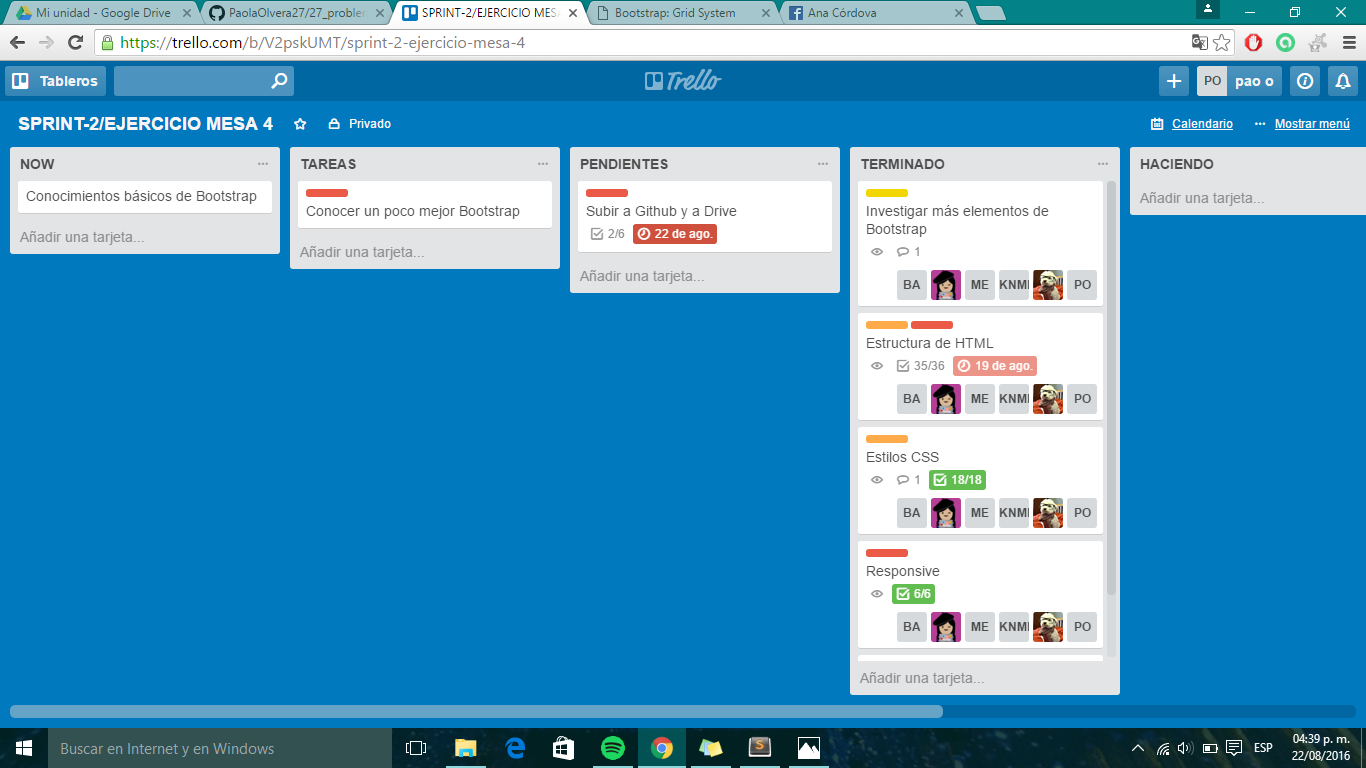 Mi unidad - Google Drive
PaolaOlvera27/27_problem
SPRINT-2/EJERCICIO MESA
Bootstrap: Grid System
Ana Córdova
https://trello.com/b/V2pskUMT/sprint-2-ejercicio-mesa-4
Tableros
Trello
PO pao o
SPRINT-2/EJERCICIO MESA 4
Privado
Calendario
Mostrar menú
NOW
Conocimientos básicos de Bootstrap
Añadir una tarjeta...
TAREAS
Conocer un poco mejor Bootstrap
Añadir una tarjeta...
PENDIENTES
Subir a Github y a Drive
2/6 22 de ago.
Añadir una tarjeta...
TERMINADO
Investigar más elementos de
Bootstrap
1
BA ME KNMI PO
Estructura de HTML
35/36 19 de ago.
BA ME KNMI PO
Estilos CSS
1 18/18
BA ME KNMI PO
Responsive
6/6
BA ME KNMI PO
Añadir una tarjeta...
HACIENDO
Añadir una tarjeta...
Buscar en Internet y en Windows
ESP
04:39 p. m.
22/08/2016